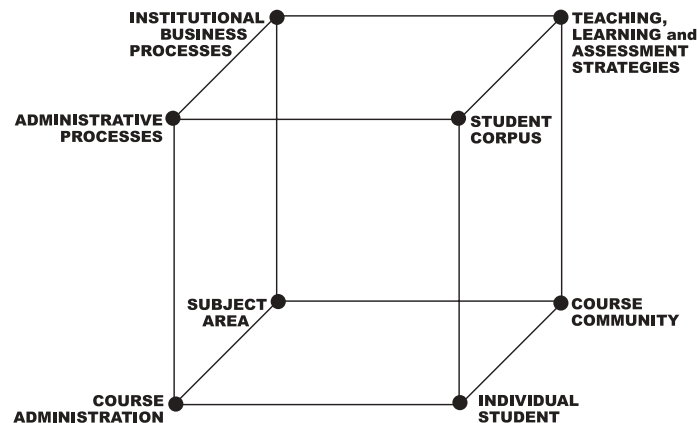 INSTITUTIONAL
BUSINESS
PROCESSES
TEACHING,
LEARNING and
ASSESSMENT
STRATEGIES
ADMINISTRATIVE
PROCESSES
STUDENT
CORPUS
SUBJECT
AREA
COURSE
COMMUNITY
COURSE
ADMINISTRATION
INDIVIDUAL
STUDENT